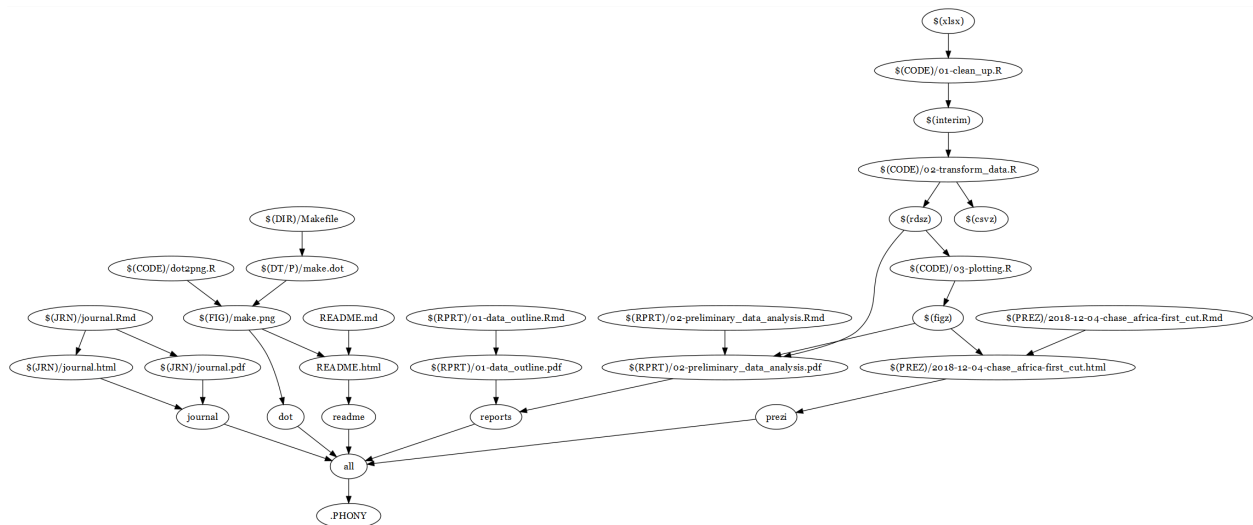 $(xlsx)
$(CODE)/01-clean_up.R
$(interim)
$(CODE)/02-transform_data.R
$(DIR)/Makefile
$(rdsz)
$(csvz)
$(CODE)/dot2png.R
$(DT/P)/make.dot
$(CODE)/03-plotting.R
$(JRN)/journal.Rmd
$(FIG)/make.png
README.md
$(RPRT)/01-data_outline.Rmd
$(RPRT)/02-preliminary_data_analysis.Rmd
$(figz)
$(PREZ)/2018-12-04-chase_africa-first_cut.Rmd
$(JRN)/journal.html
$(JRN)/journal.pdf
README.html
$(RPRT)/01-data_outline.pdf
$(RPRT)/02-preliminary_data_analysis.pdf
$(PREZ)/2018-12-04-chase_africa-first_cut.html
journal
dot
readme
reports
prezi
all
.PHONY